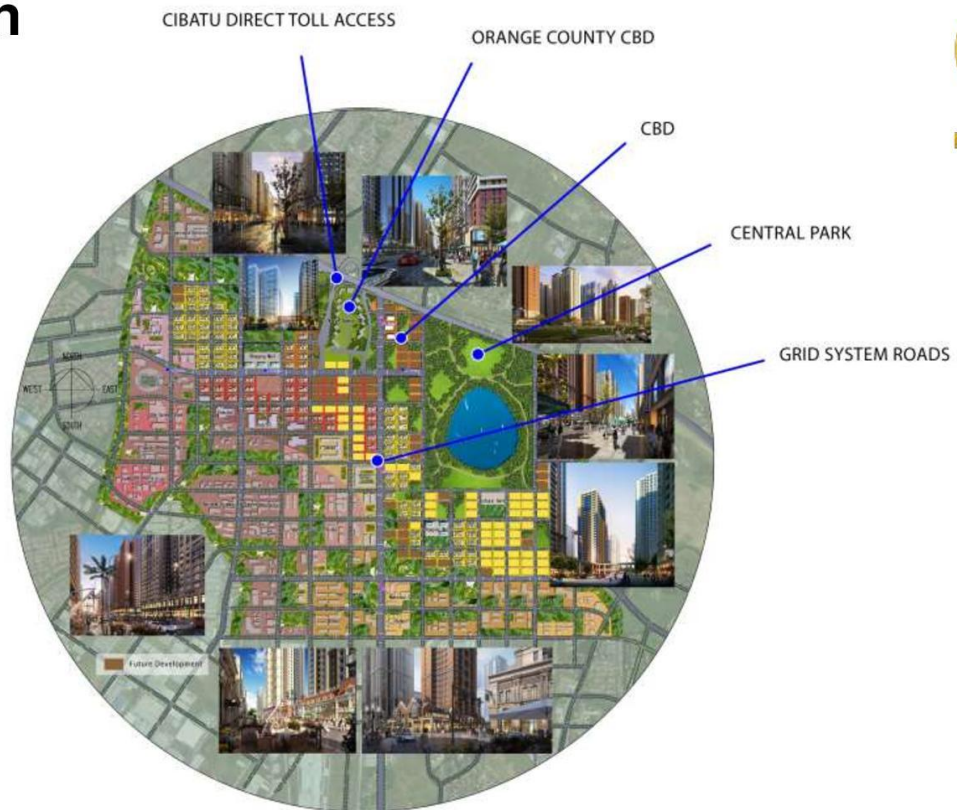 n
CIBATU DIRECT TOLL ACCESS
ORANGE COUNTY CBD
CBD
CENTRAL PARK
GRID SYSTEM ROADS
NORTH
WEST
EAST
SOUTH
Future Development